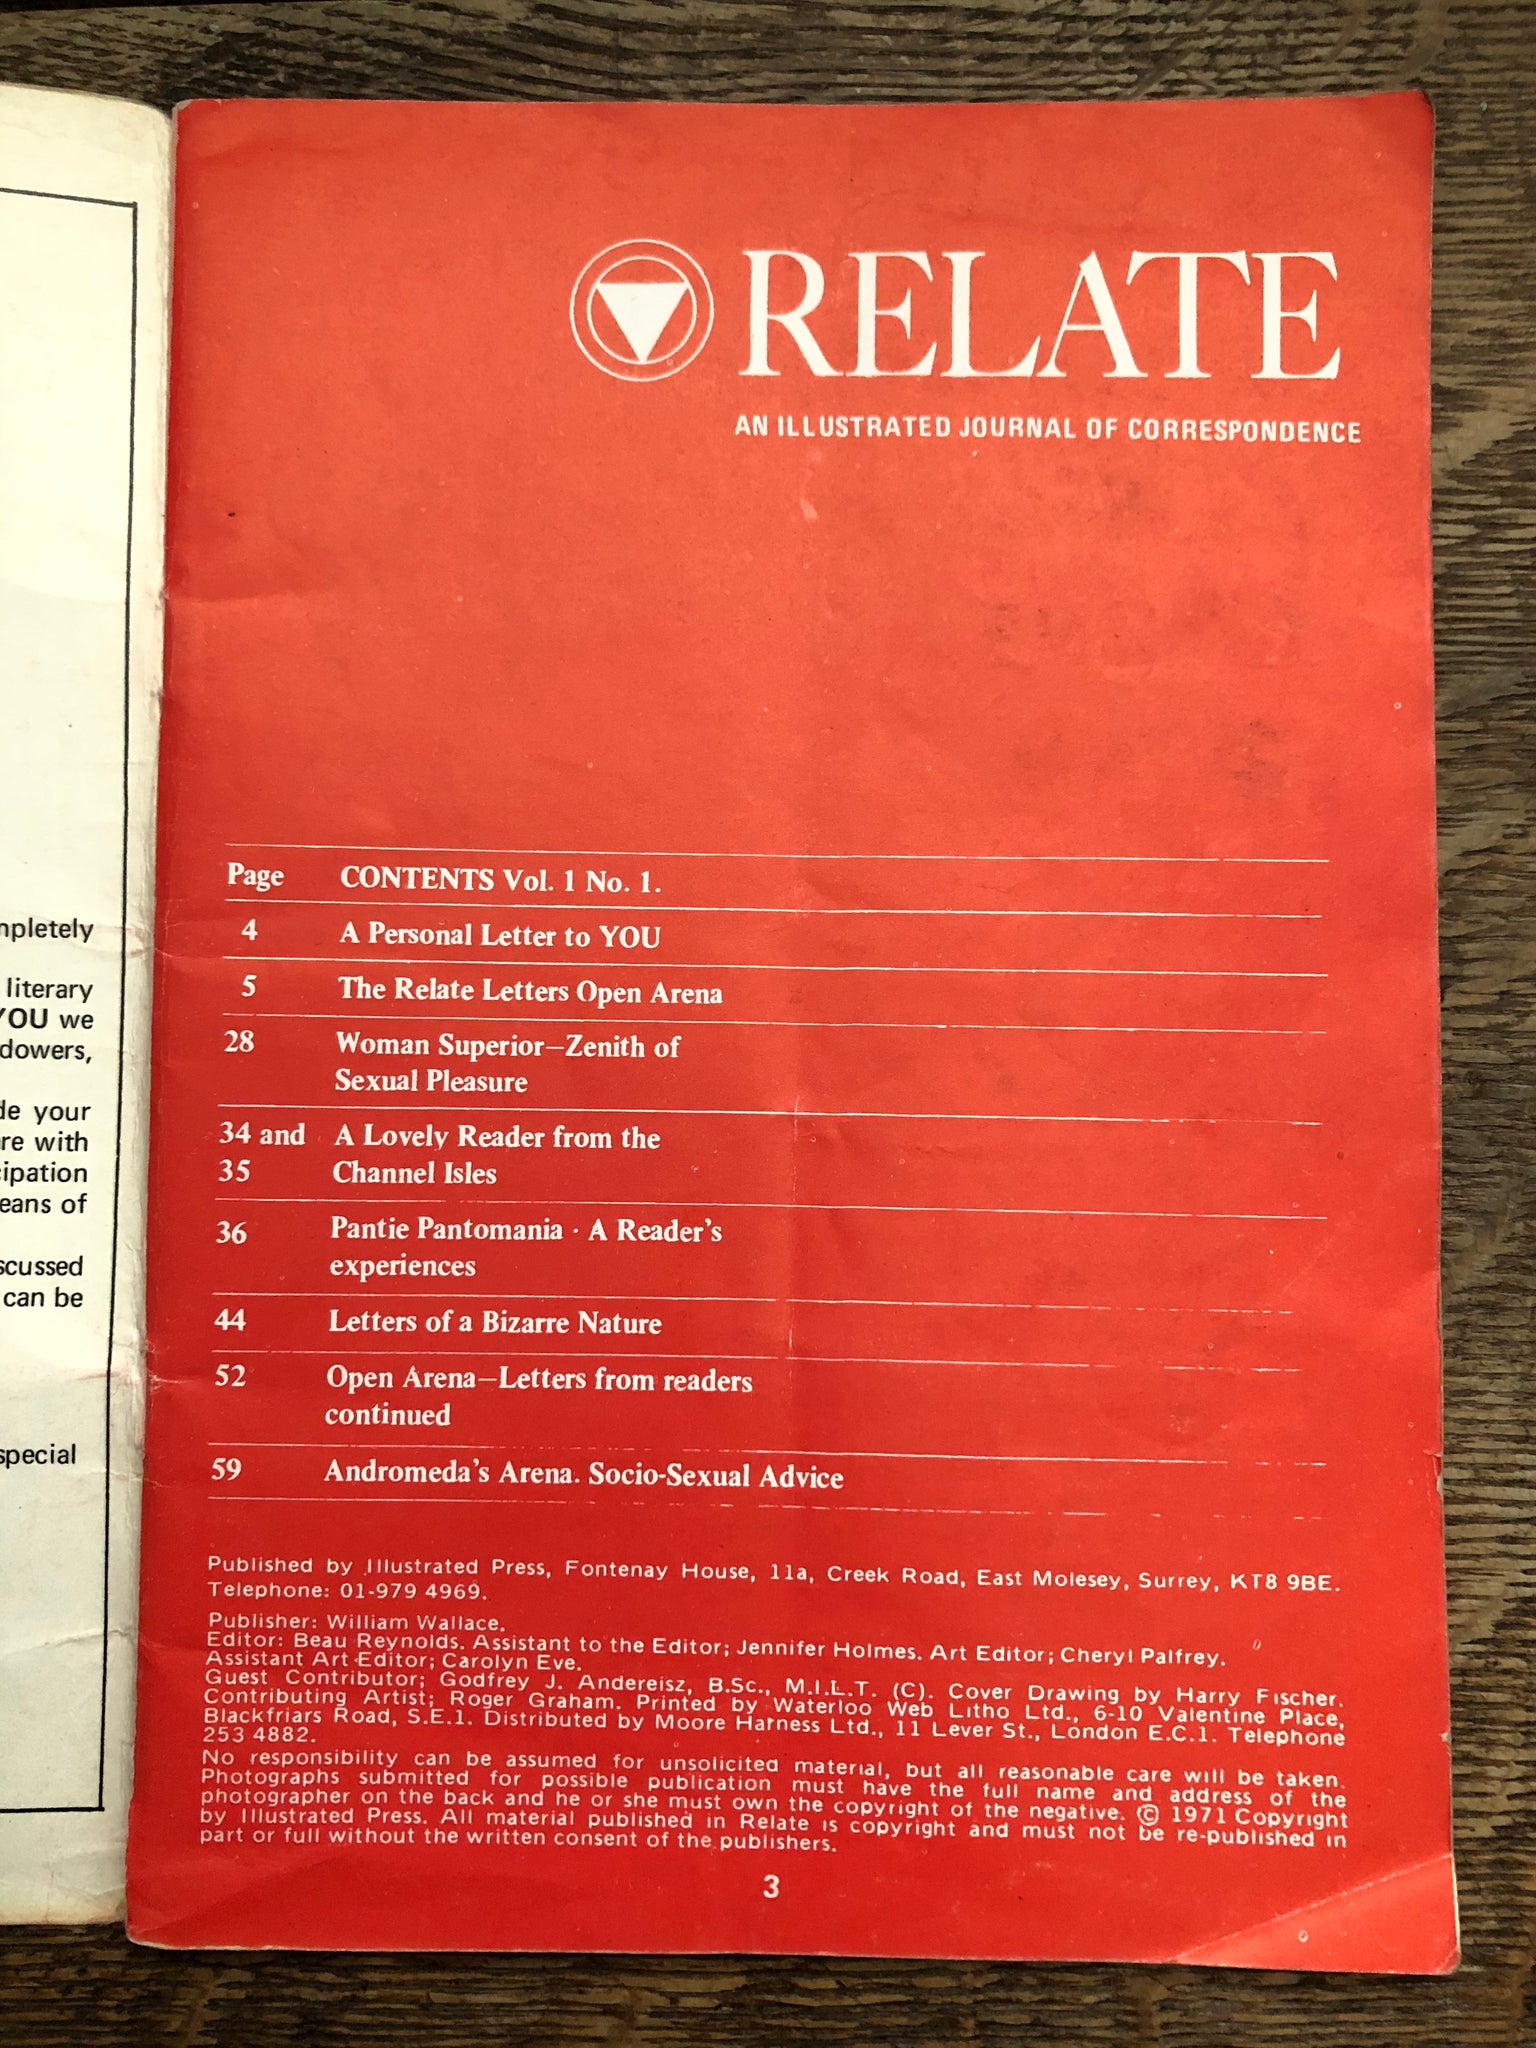 mpletely
literary
YOU we
dowers,
de your
re with
cipation
eans of
scussed
can be
special
RELATE
AN ILLUSTRATED JOURNAL OF CORRESPONDENCE
Page CONTENTS Vol. 1 No. 1.
4 A Personal Letter to YOU
5 The Relate Letters Open Arena
28 Woman Superior—Zenith of
Sexual Pleasure
34 and A Lovely Reader from the
35 Channel Isles
36 Pantie Pantomania · A Reader's
experiences
44 Letters of a Bizarre Nature
52 Open Arena—Letters from readers
continued
59 Andromeda's Arena. Socio-Sexual Advice
Published by Illustrated Press, Fontenay House, 11a, Creek Road, East Molesey, Surrey, KT8 9BE.
Telephone: 01-979 4969.
Publisher: William Wallace.
Editor: Beau Reynolds. Assistant to the Editor; Jennifer Holmes. Art Editor; Cheryl Palfrey.
Assistant Art Editor; Carolyn Eve.
Guest Contributor; Godfrey J. Andereisz, B.Sc., M.I.L.T. (C). Cover Drawing by Harry Fischer.
Contributing Artist; Roger Graham. Printed by Waterloo Web Litho Ltd., 6-10 Valentine Place,
Blackfriars Road, S.E.1. Distributed by Moore Harness Ltd., 11 Lever St., London E.C.1. Telephone
253 4882.
No responsibility can be assumed for unsolicited material, but all reasonable care will be taken.
Photographs submitted for possible publication must have the full name and address of the
photographer on the back and he or she must own the copyright of the negative. © 1971 Copyright
by Illustrated Press. All material published in Relate is copyright and must not be re-published in
part or full without the written consent of the publishers.
3